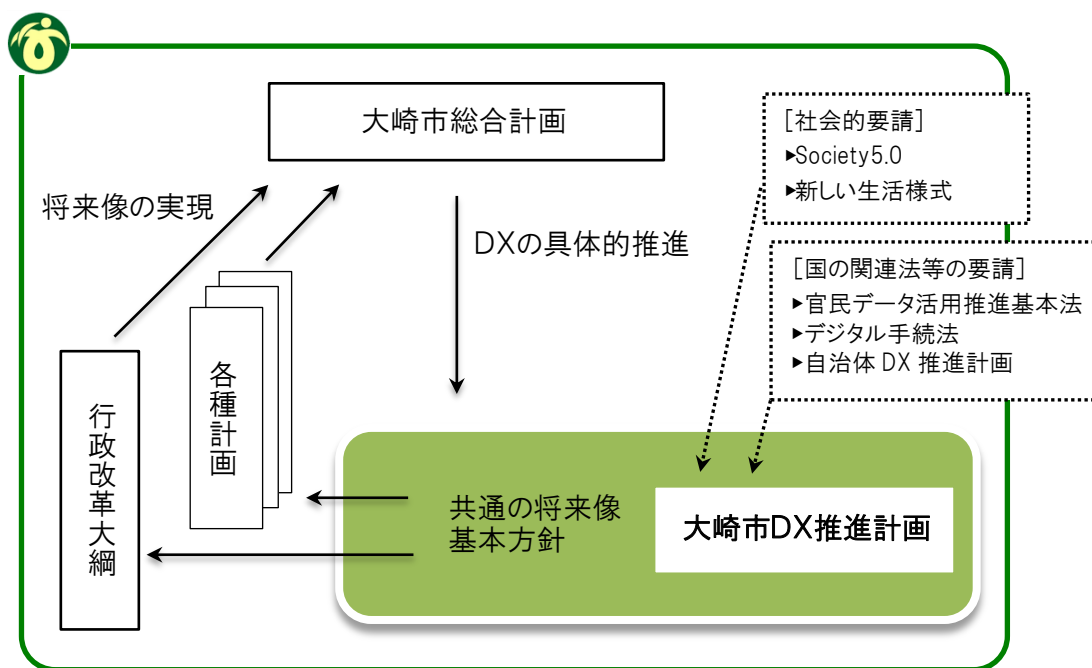 大崎市総合計画
[社会的要請]
▶Society5.0
▶新しい生活様式
将来像の実現
DXの具体的推進
[国の関連法等の要請]
▶官民データ活用推進基本法
▶デジタル手続法
▶自治体 DX 推進計画
各種計画
行政改革大綱
共通の将来像
基本方針
大崎市DX推進計画